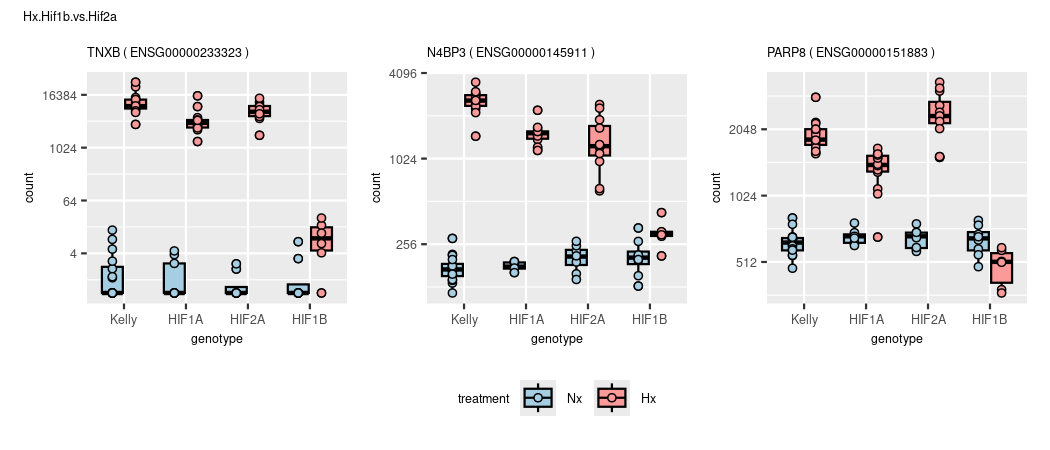 Hx.Hif1b.vs.Hif2a
TNXB ( ENSG00000233323 )
16384
1024
64
4
count
Kelly HIF1A HIF2A HIF1B
genotype
N4BP3 ( ENSG00000145911 )
4096
1024
256
count
Kelly HIF1A HIF2A HIF1B
genotype
PARP8 ( ENSG00000151883 )
2048
1024
512
count
Kelly HIF1A HIF2A HIF1B
genotype
treatment Nx Hx